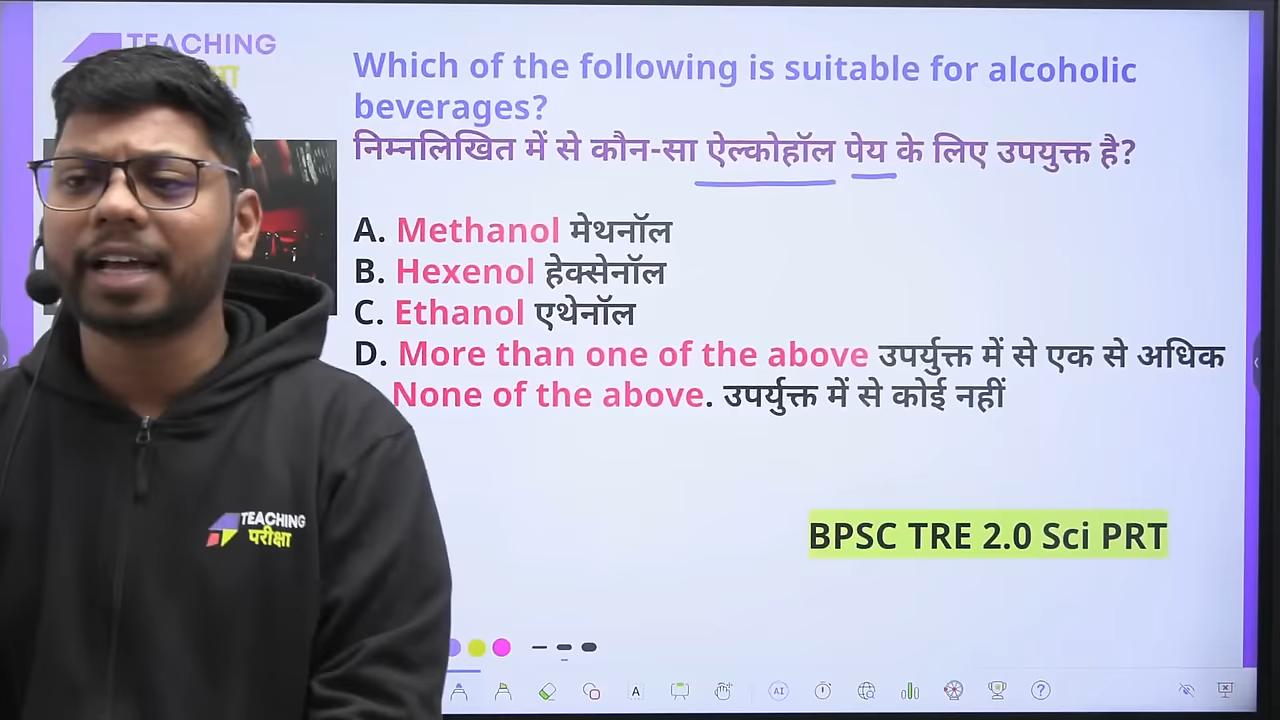 TEACHING
Which of the following is suitable for alcoholic
beverages?
निम्नलिखित में से कौन-सा ऐल्कोहॉल पेय के लिए उपयुक्त है?
A. Methanol मेथनॉल
B. Hexenol हेक्सेनॉल
C. Ethanol एथेनॉल
D. More than one of the above उपर्युक्त में से एक से अधिक
None of the above. उपर्युक्त में से कोई नहीं
BPSC TRE 2.0 Sci PRT
TEACHING
परीक्षा
A
AI
?